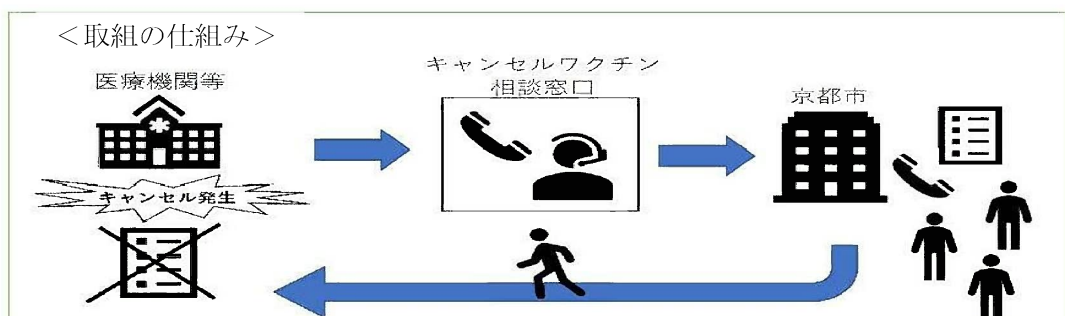 ＜取組の仕組み＞
医療機関等
キャンセル発生
キャンセルワクチン
相談窓口
京都市